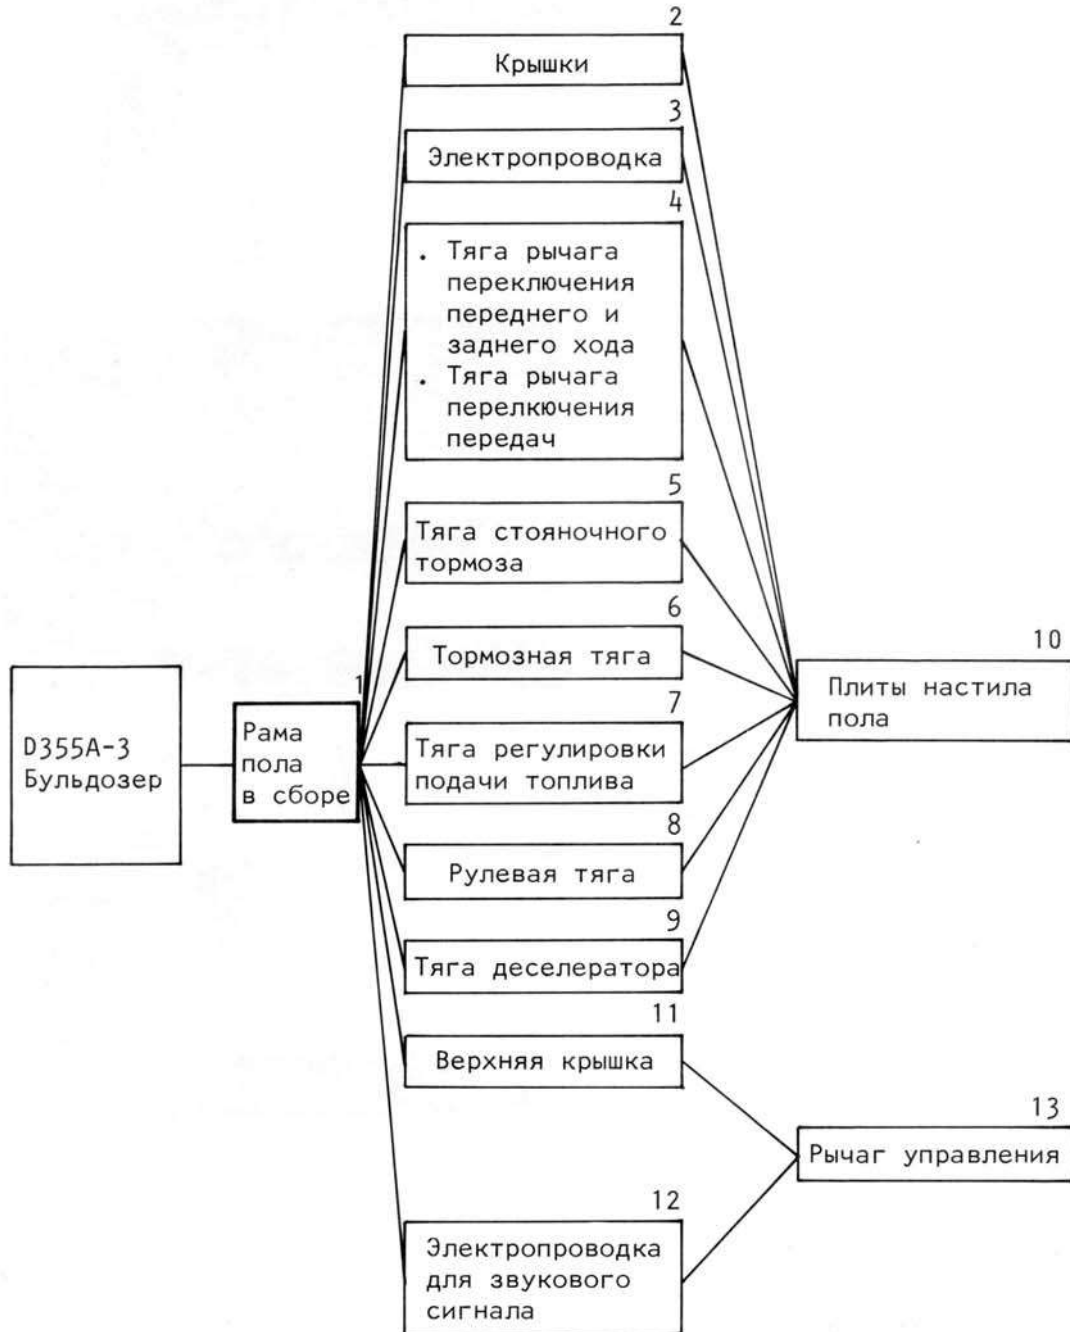 2
Крышки
3
Электропроводка
4
. Тяга рычага
переключения
переднего и
заднего хода
. Тяга рычага
перелкючения
передач
5
Тяга стояночного
тормоза
6
Тормозная тяга
10
Плиты настила
пола
1
Рама
пола
в сборе
D355A-3
Бульдозер
7
Тяга регулировки
подачи топлива
8
Рулевая тяга
9
Тяга деселератора
11
Верхняя крышка
13
Рычаг управления
12
Электропроводка
для звукового
сигнала